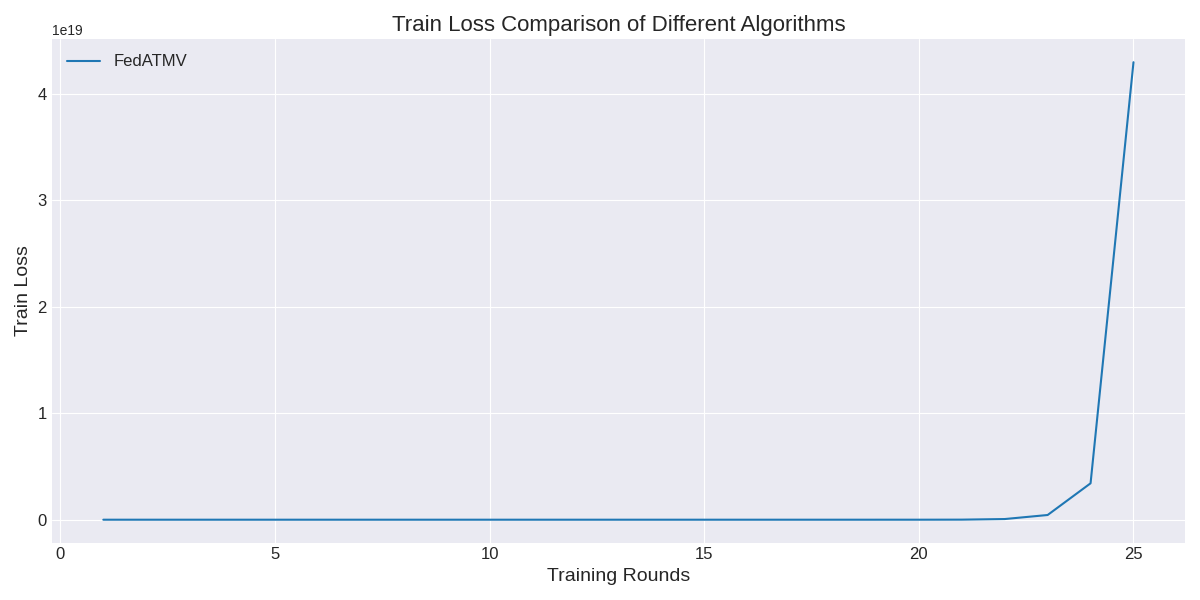 Train Loss Comparison of Different Algorithms
1e19
FedATMV
4
3
2
1
0
Train Loss
0 5 10 15 20 25
Training Rounds